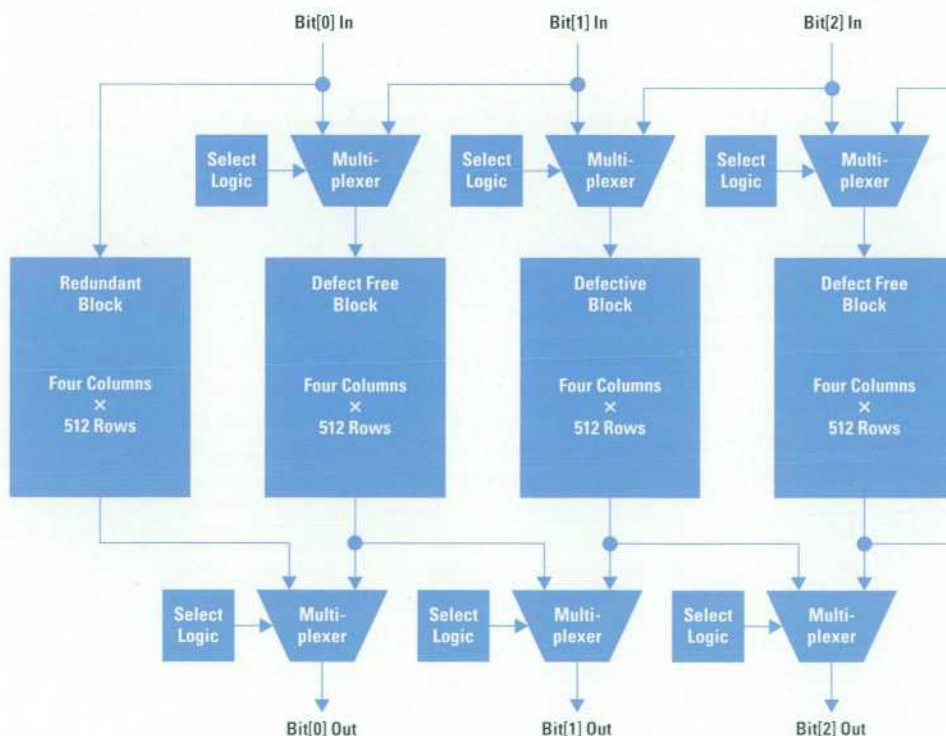 Bit[0] In
Bit[1] In
Bit[2] In
Select
Logic
Multi-
plexer
Select
Logic
Multi-
plexer
Select
Logic
Multi-
plexer
Redundant
Block
Four Columns
×
512 Rows
Defect Free
Block
Four Columns
×
512 Rows
Defective
Block
Four Columns
×
512 Rows
Defect Free
Block
Four Columns
×
512 Rows
Select
Logic
Multi-
plexer
Select
Logic
Multi-
plexer
Select
Logic
Multi-
plexer
Bit[0] Out
Bit[1] Out
Bit[2] Out